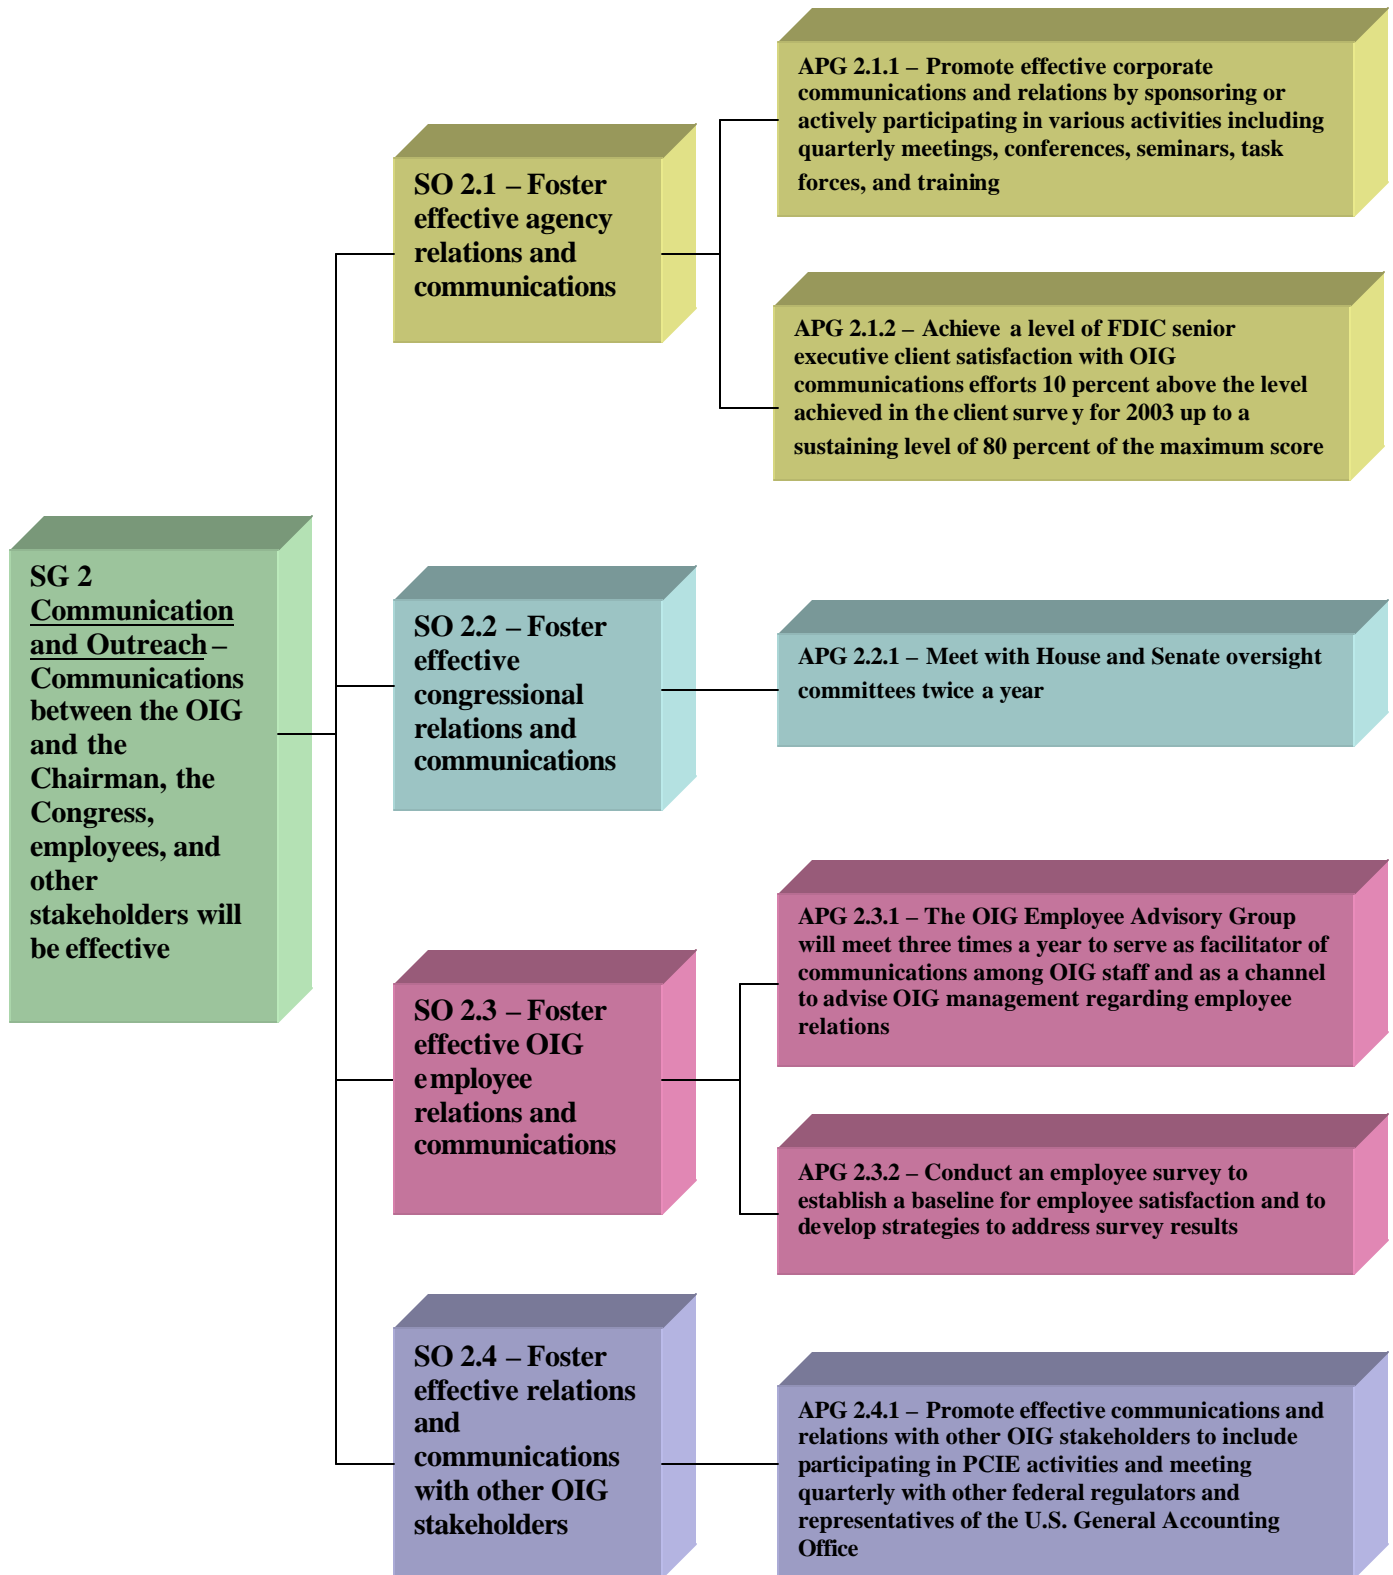 SG 2
Communication
and Outreach –
Communications
between the OIG
and the
Chairman, the
Congress,
employees, and
other
stakeholders will
be effective
SO 2.1 – Foster
effective agency
relations and
communications
APG 2.1.1 – Promote effective corporate
communications and relations by sponsoring or
actively participating in various activities including
quarterly meetings, conferences, seminars, task
forces, and training
APG 2.1.2 – Achieve a level of FDIC senior
executive client satisfaction with OIG
communications efforts 10 percent above the level
achieved in the client survey for 2003 up to a
sustaining level of 80 percent of the maximum score
SO 2.2 – Foster
effective
congressional
relations and
communications
APG 2.2.1 – Meet with House and Senate oversight
committees twice a year
SO 2.3 – Foster
effective OIG
employee
relations and
communications
APG 2.3.1 – The OIG Employee Advisory Group
will meet three times a year to serve as facilitator of
communications among OIG staff and as a channel
to advise OIG management regarding employee
relations
APG 2.3.2 – Conduct an employee survey to
establish a baseline for employee satisfaction and to
develop strategies to address survey results
SO 2.4 – Foster
effective relations
and
communications
with other OIG
stakeholders
APG 2.4.1 – Promote effective communications and
relations with other OIG stakeholders to include
participating in PCIE activities and meeting
quarterly with other federal regulators and
representatives of the U.S. General Accounting
Office